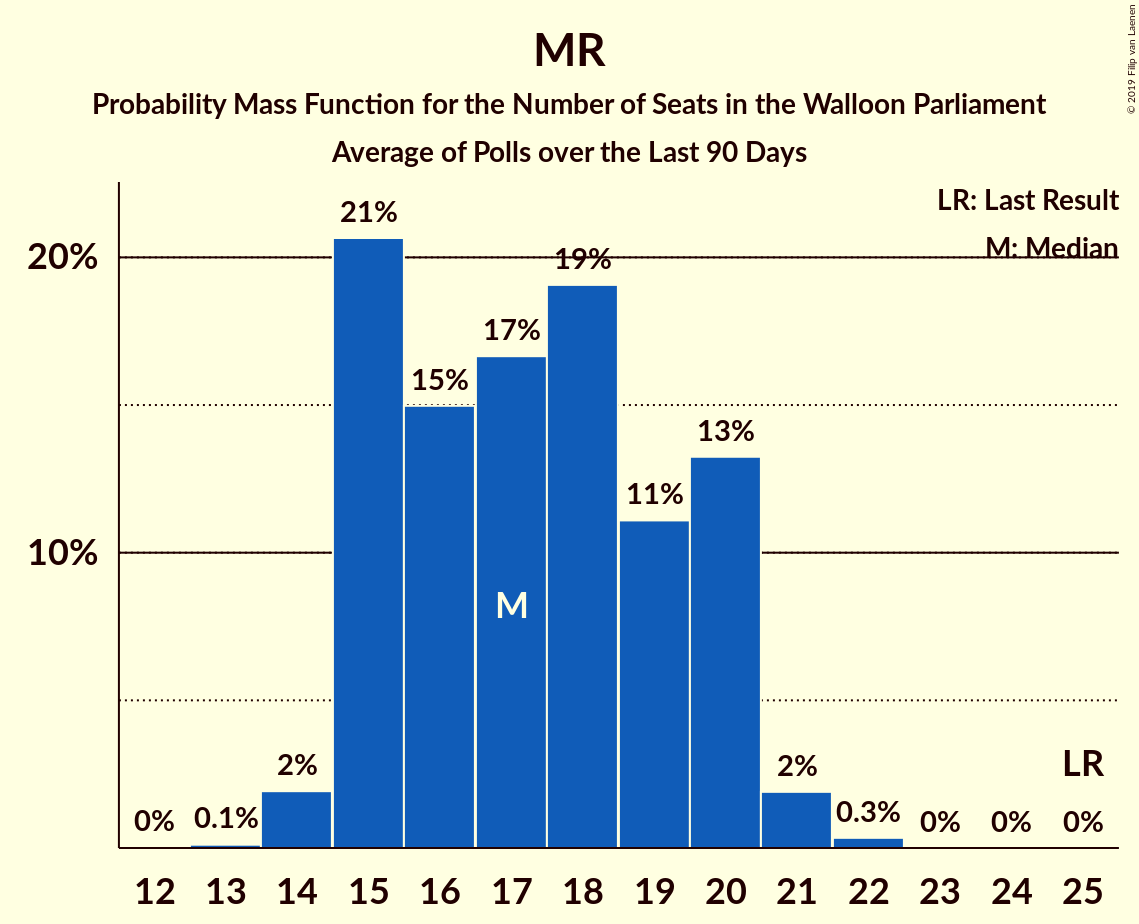 MR
Probability Mass Function for the Number of Seats in the Walloon Parliament
Average of Polls over the Last 90 Days
© 2019 Filip van Laenen
LR: Last Result
M: Median
20%
10%
0%
0.1%
2%
21%
15%
17%
19%
11%
13%
2%
0.3%
0%
0%
0%
M
LR
12 13 14 15 16 17 18 19 20 21 22 23 24 25